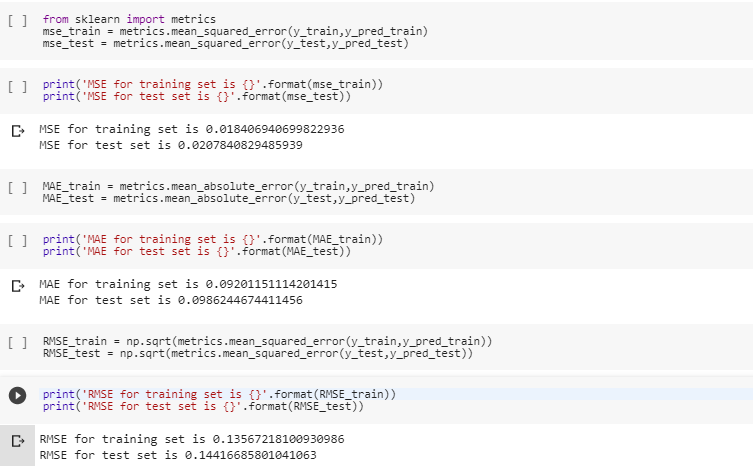 [ ] from sklearn import metrics
mse_train = metrics.mean_squared_error(y_train,y_pred_train)
mse_test = metrics.mean_squared_error(y_test,y_pred_test)
[ ] print('MSE for training set is {}'.format(mse_train))
print('MSE for test set is {}'.format(mse_test))
MSE for training set is 0.018406940699822936
MSE for test set is 0.0207840829485939
[ ] MAE_train = metrics.mean_absolute_error(y_train,y_pred_train)
MAE_test = metrics.mean_absolute_error(y_test,y_pred_test)
[ ] print('MAE for training set is {}'.format(MAE_train))
print('MAE for test set is {}'.format(MAE_test))
MAE for training set is 0.09201151114201415
MAE for test set is 0.0986244674411456
[ ] RMSE_train = np.sqrt(metrics.mean_squared_error(y_train,y_pred_train))
RMSE_test = np.sqrt(metrics.mean_squared_error(y_test,y_pred_test))
print('RMSE for training set is {}'.format(RMSE_train))
print('RMSE for test set is {}'.format(RMSE_test))
RMSE for training set is 0.13567218100930986
RMSE for test set is 0.14416685801041063